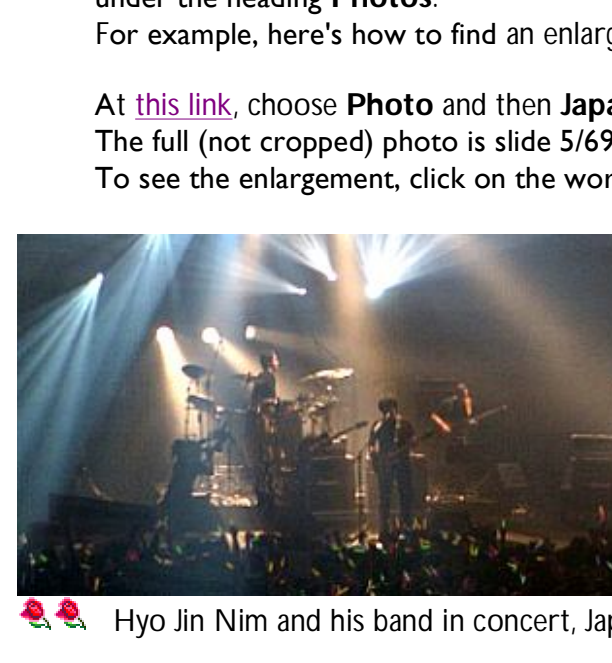 under the heading Photos.
For example, here's how to find an enlarg
At this link, choose Photo and then Japa
The full (not cropped) photo is slide 5/69
To see the enlargement, click on the wor
Hyo Jin Nim and his band in concert, Jap